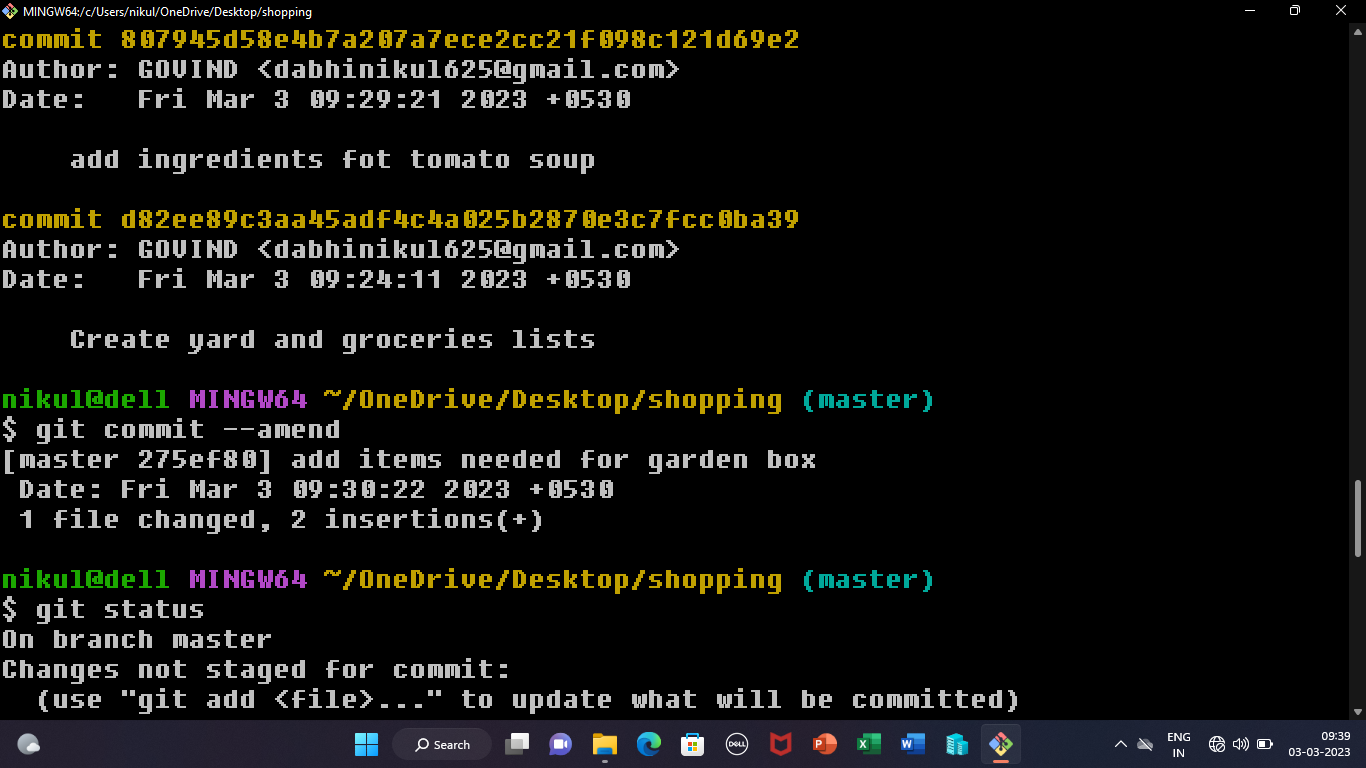 MINGW64:/c/Users/nikul/OneDrive/Desktop/shopping
commit 807945d58e4b7a207a7ece2cc21f098c121d69e2
Author: GOVIND <dabhinikul625@gmail.com>
Date:   Fri Mar 3 09:29:21 2023 +0530
    add ingredients fot tomato soup
commit d82ee89c3aa45adf4c4a025b2870e3c7fcc0ba39
Author: GOVIND <dabhinikul625@gmail.com>
Date:   Fri Mar 3 09:24:11 2023 +0530
    Create yard and groceries lists
nikul@dell MINGW64 ~/OneDrive/Desktop/shopping (master)
$ git commit --amend
[master 275ef80] add items needed for garden box
 Date: Fri Mar 3 09:30:22 2023 +0530
 1 file changed, 2 insertions(+)
nikul@dell MINGW64 ~/OneDrive/Desktop/shopping (master)
$ git status
On branch master
Changes not staged for commit:
  (use "git add <file>..." to update what will be committed)
Search
DELL
P
X
W
ENG
IN
09:39
03-03-2023